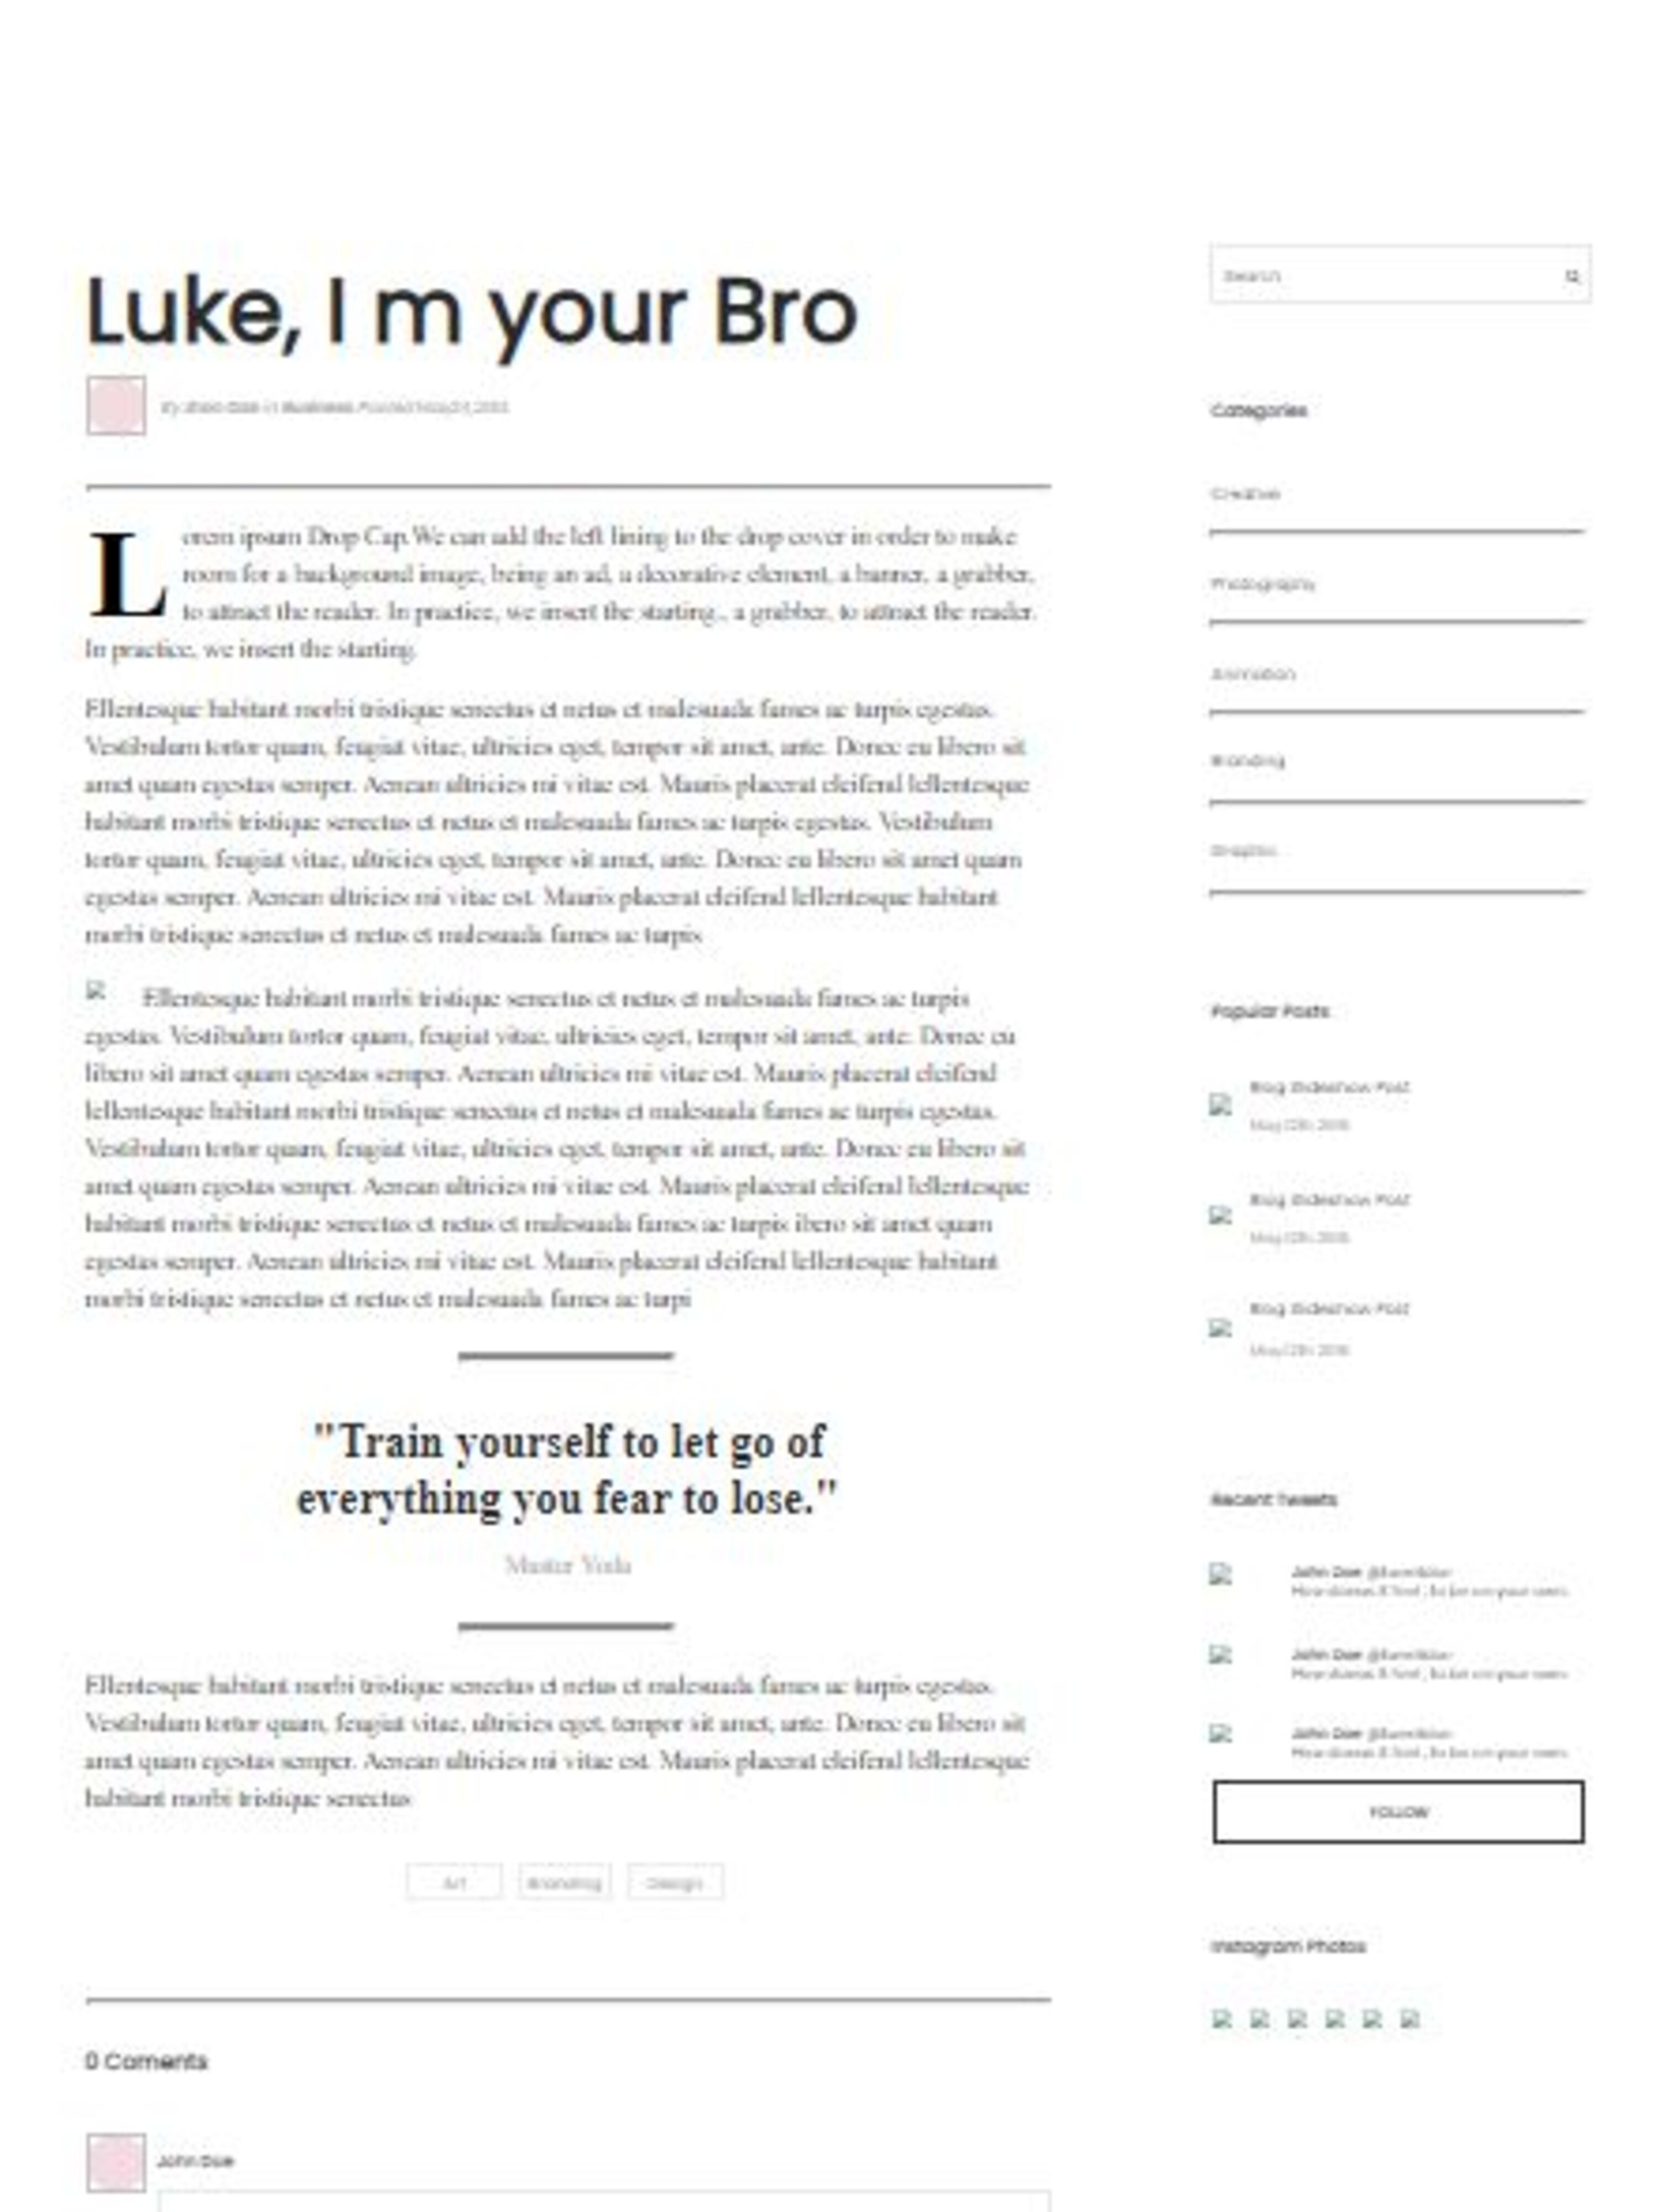 Luke, I m your Bro
By John Doe in Business Posted May
Lorem ipsum Drop Cap.We can add the left lining to the drop cover in order to make
room for a background image, being an ad, a decorative element, a banner, a grabber,
to attract the reader. In practice, we insert the starting., a grabber, to attract the reader.
In practice, we insert the starting.
Ellentesque habitant morbi tristique senectus et netus et malesuada fames ac turpis egestas.
Vestibulum tortor quam, feugiat vitae, ultricies eget, tempor sit amet, ante. Donec eu libero sit
amet quam egestas semper. Aenean ultricies mi vitae est. Mauris placerat eleifend lellentesque
habitant morbi tristique senectus et netus et malesuada fames ac turpis egestas. Vestibulum
tortor quam, feugiat vitae, ultricies eget, tempor sit amet, ante. Donec eu libero sit amet quam
egestas semper. Aenean ultricies mi vitae est. Mauris placerat eleifend lellentesque habitant
morbi tristique senectus et netus et malesuada fames ac turpis
Ellentesque habitant morbi tristique senectus et netus et malesuada fames ac turpis
egestas. Vestibulum tortor quam, feugiat vitae, ultricies eget, tempor sit amet, ante. Donec eu
libero sit amet quam egestas semper. Aenean ultricies mi vitae est. Mauris placerat eleifend
lellentesque habitant morbi tristique senectus et netus et malesuada fames ac turpis egestas.
Vestibulum tortor quam, feugiat vitae, ultricies eget, tempor sit amet, ante. Donec eu libero sit
amet quam egestas semper. Aenean ultricies mi vitae est. Mauris placerat eleifend lellentesque
habitant morbi tristique senectus et netus et malesuada fames ac turpis ibero sit amet quam
egestas semper. Aenean ultricies mi vitae est. Mauris placerat eleifend lellentesque habitant
morbi tristique senectus et netus et malesuada fames ac turpi
"Train yourself to let go of
everything you fear to lose."
Master Yoda
Ellentesque habitant morbi tristique senectus et netus et malesuada fames ac turpis egestas.
Vestibulum tortor quam, feugiat vitae, ultricies eget, tempor sit amet, ante. Donec eu libero sit
amet quam egestas semper. Aenean ultricies mi vitae est. Mauris placerat eleifend lellentesque
habitant morbi tristique senectus
Art
Branding
Design
0 Coments
John Doe
Search
Categories
Creative
Photography
Animation
Branding
Graphic
Popular Posts
Blog Slideshow Post
May 12th
Blog Slideshow Post
May 12th
Blog Slideshow Post
May 12th
Recent Tweets
John Doe
to be on your own
John Doe
to be on your own
John Doe
to be on your own
FOLLOW
Instagram Photos